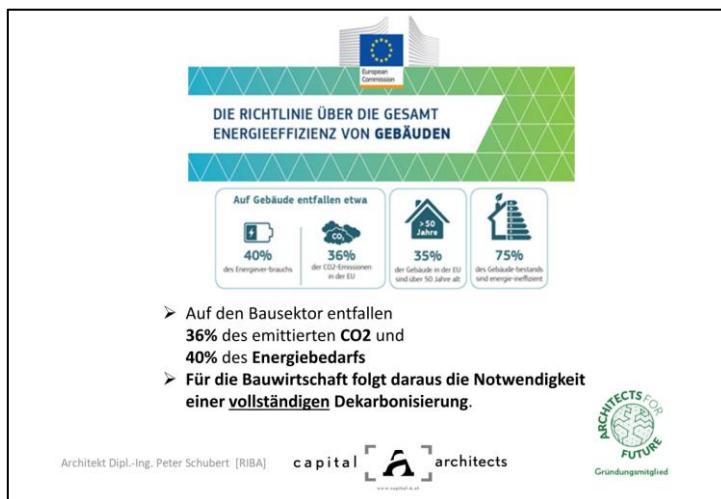 European
Commission
DIE RICHTLINIE ÜBER DIE GESAMT
ENERGIEEFFIZIENZ VON GEBÄUDEN
Auf Gebäude entfallen etwa
40%
des Energiever-brauchs
CO₂
36%
der CO2-Emissionen
in der EU
> 50
Jahre
35%
der Gebäude in der EU
sind über 50 Jahre alt
75%
des Gebäude-bestands
sind energie-ineffizient
➢ Auf den Bausektor entfallen
36% des emittierten CO2 und
40% des Energiebedarfs
➢ Für die Bauwirtschaft folgt daraus die Notwendigkeit
einer vollständigen Dekarbonisierung.
Architekt Dipl.-Ing. Peter Schubert [RIBA]
capital [A] architects
www.capital-a.at
ARCHITECTS FOR
FUTURE
Gründungsmitglied